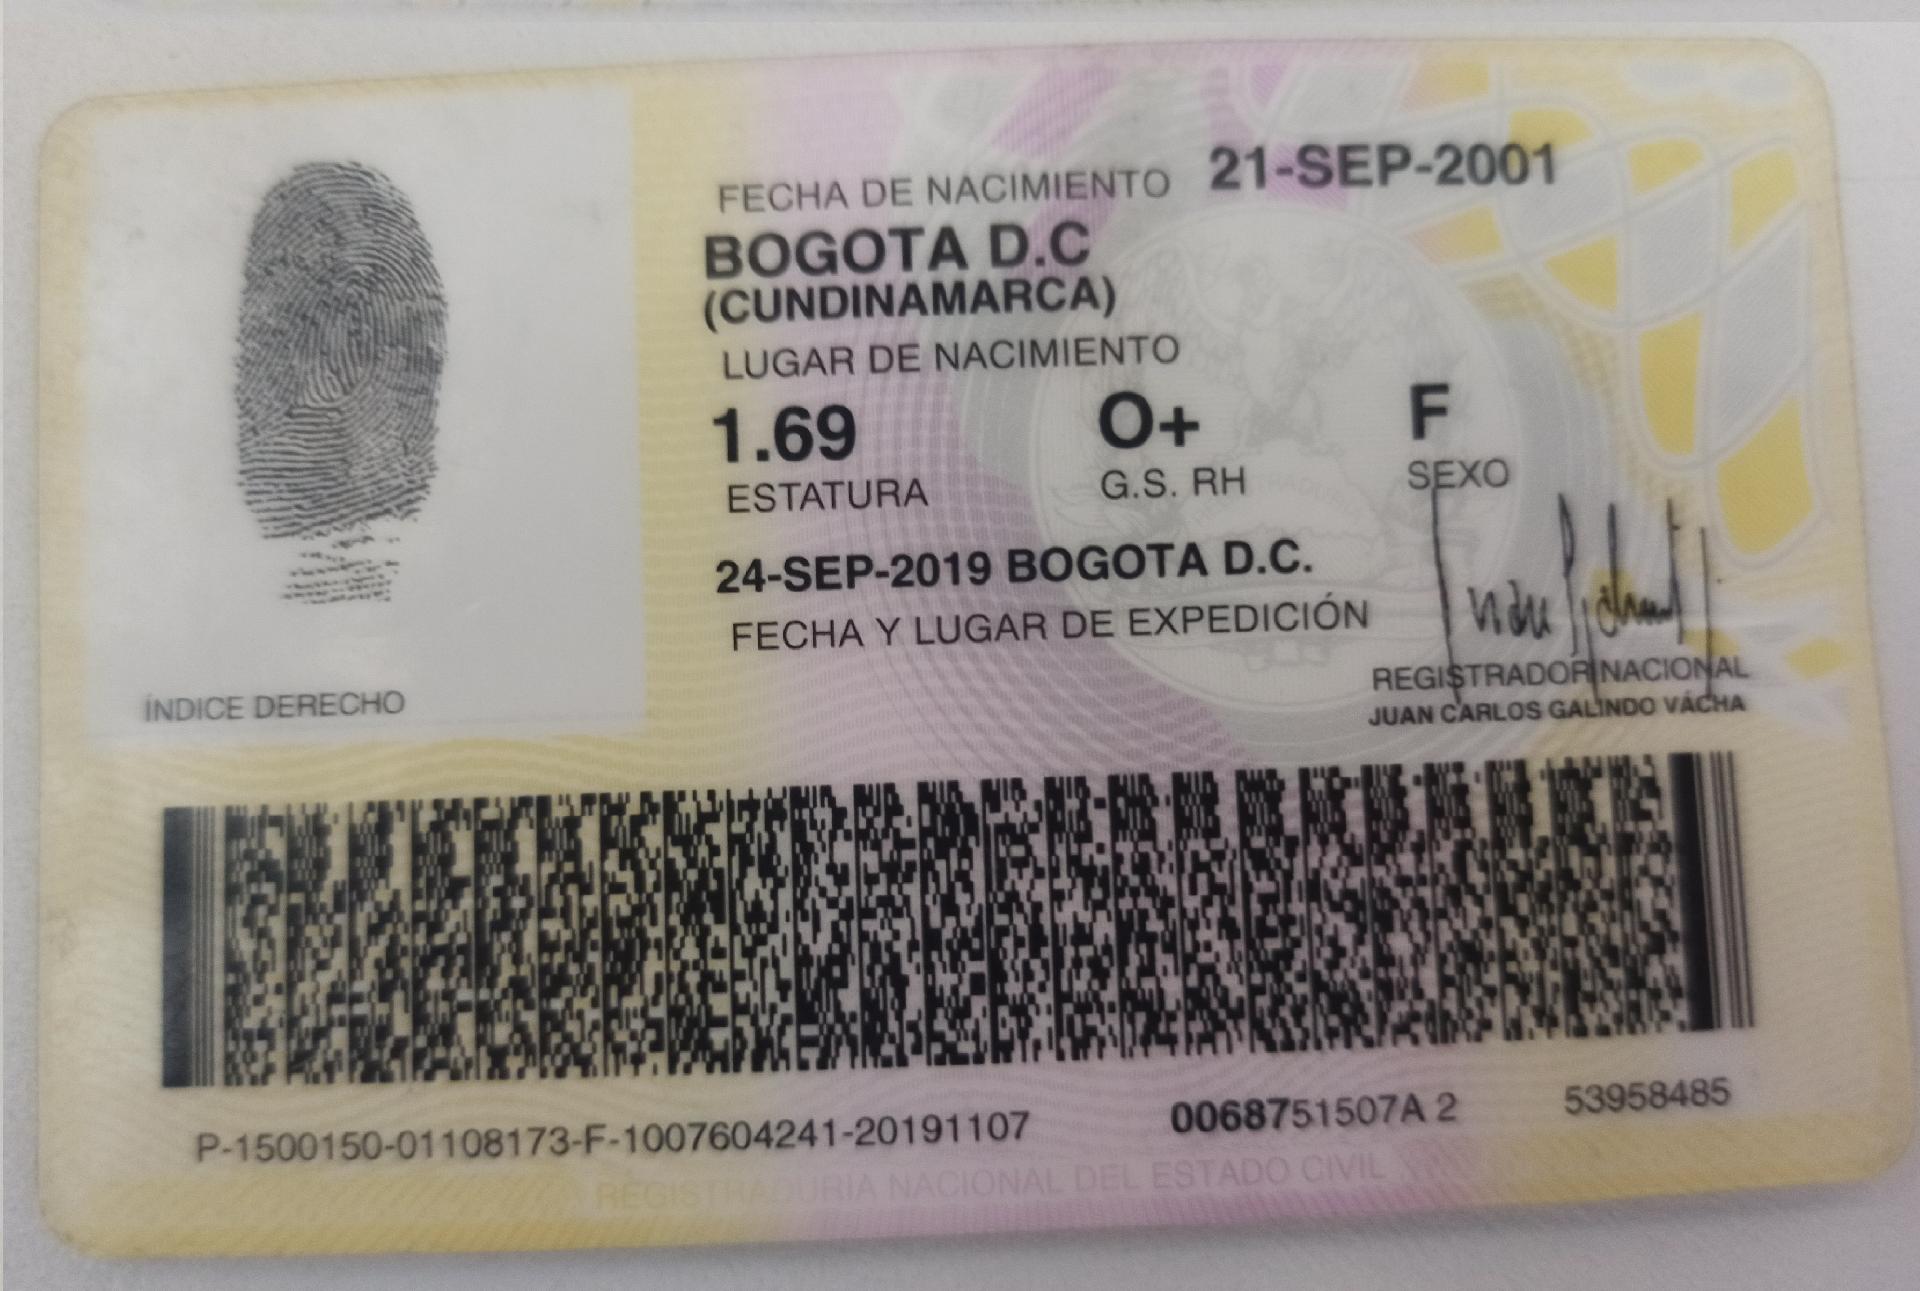 FECHA DE NACIMIENTO 21-SEP-2001
BOGOTA D.C
(CUNDINAMARCA)
LUGAR DE NACIMIENTO
1.69 O+ F
ESTATURA G.S. RH SEXO
24-SEP-2019 BOGOTA D.C.
FECHA Y LUGAR DE EXPEDICIÓN
REGISTRADOR NACIONAL
JUAN CARLOS GALINDO VÁCHA
ÍNDICE DERECHO
P-1500150-01108173-F-1007604241-20191107 0068751507A 2 53958485
REGISTRADURIA NACIONAL DEL ESTADO CIVIL